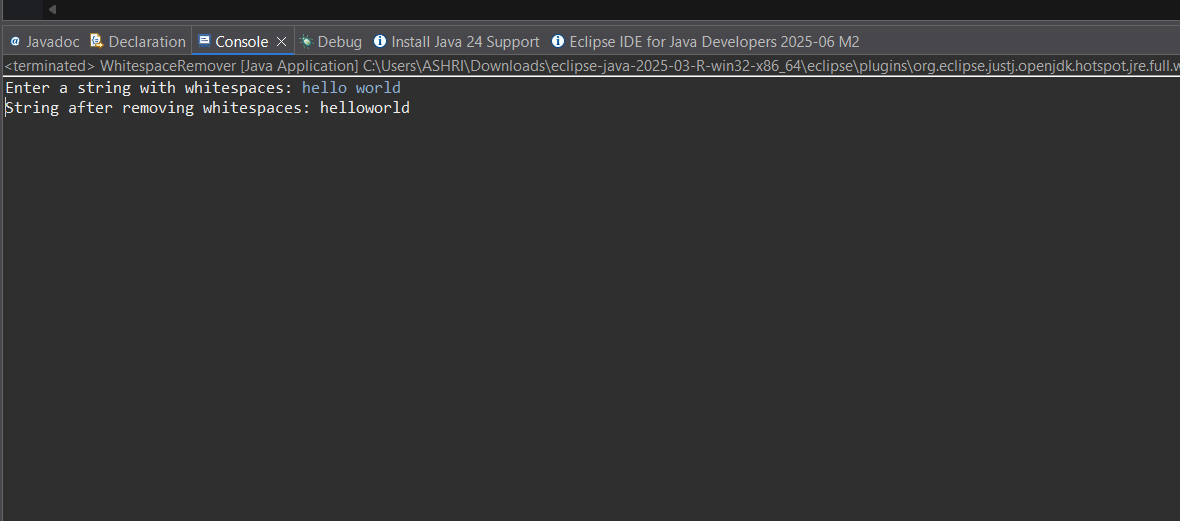 Javadoc Declaration Console Debug Install Java 24 Support Eclipse IDE for Java Developers 2025-06 M2
<terminated> WhitespaceRemover [Java Application] C:\Users\ASHRI\Downloads\eclipse-java-2025-03-R-win32-x86_64\eclipse\plugins\org.eclipse.justj.openjdk.hotspot.jre.full.w
Enter a string with whitespaces: hello world
String after removing whitespaces: helloworld